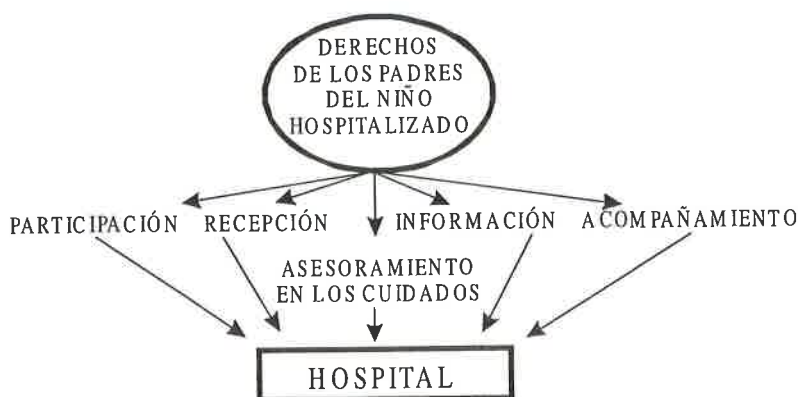 DERECHOS
DE LOS PADRES
DEL NIÑO
HOSPITALIZADO
PARTICIPACIÓN RECEPCIÓN INFORMACIÓN ACOMPAÑAMIENTO
ASESORAMIENTO
EN LOS CUIDADOS
HOSPITAL